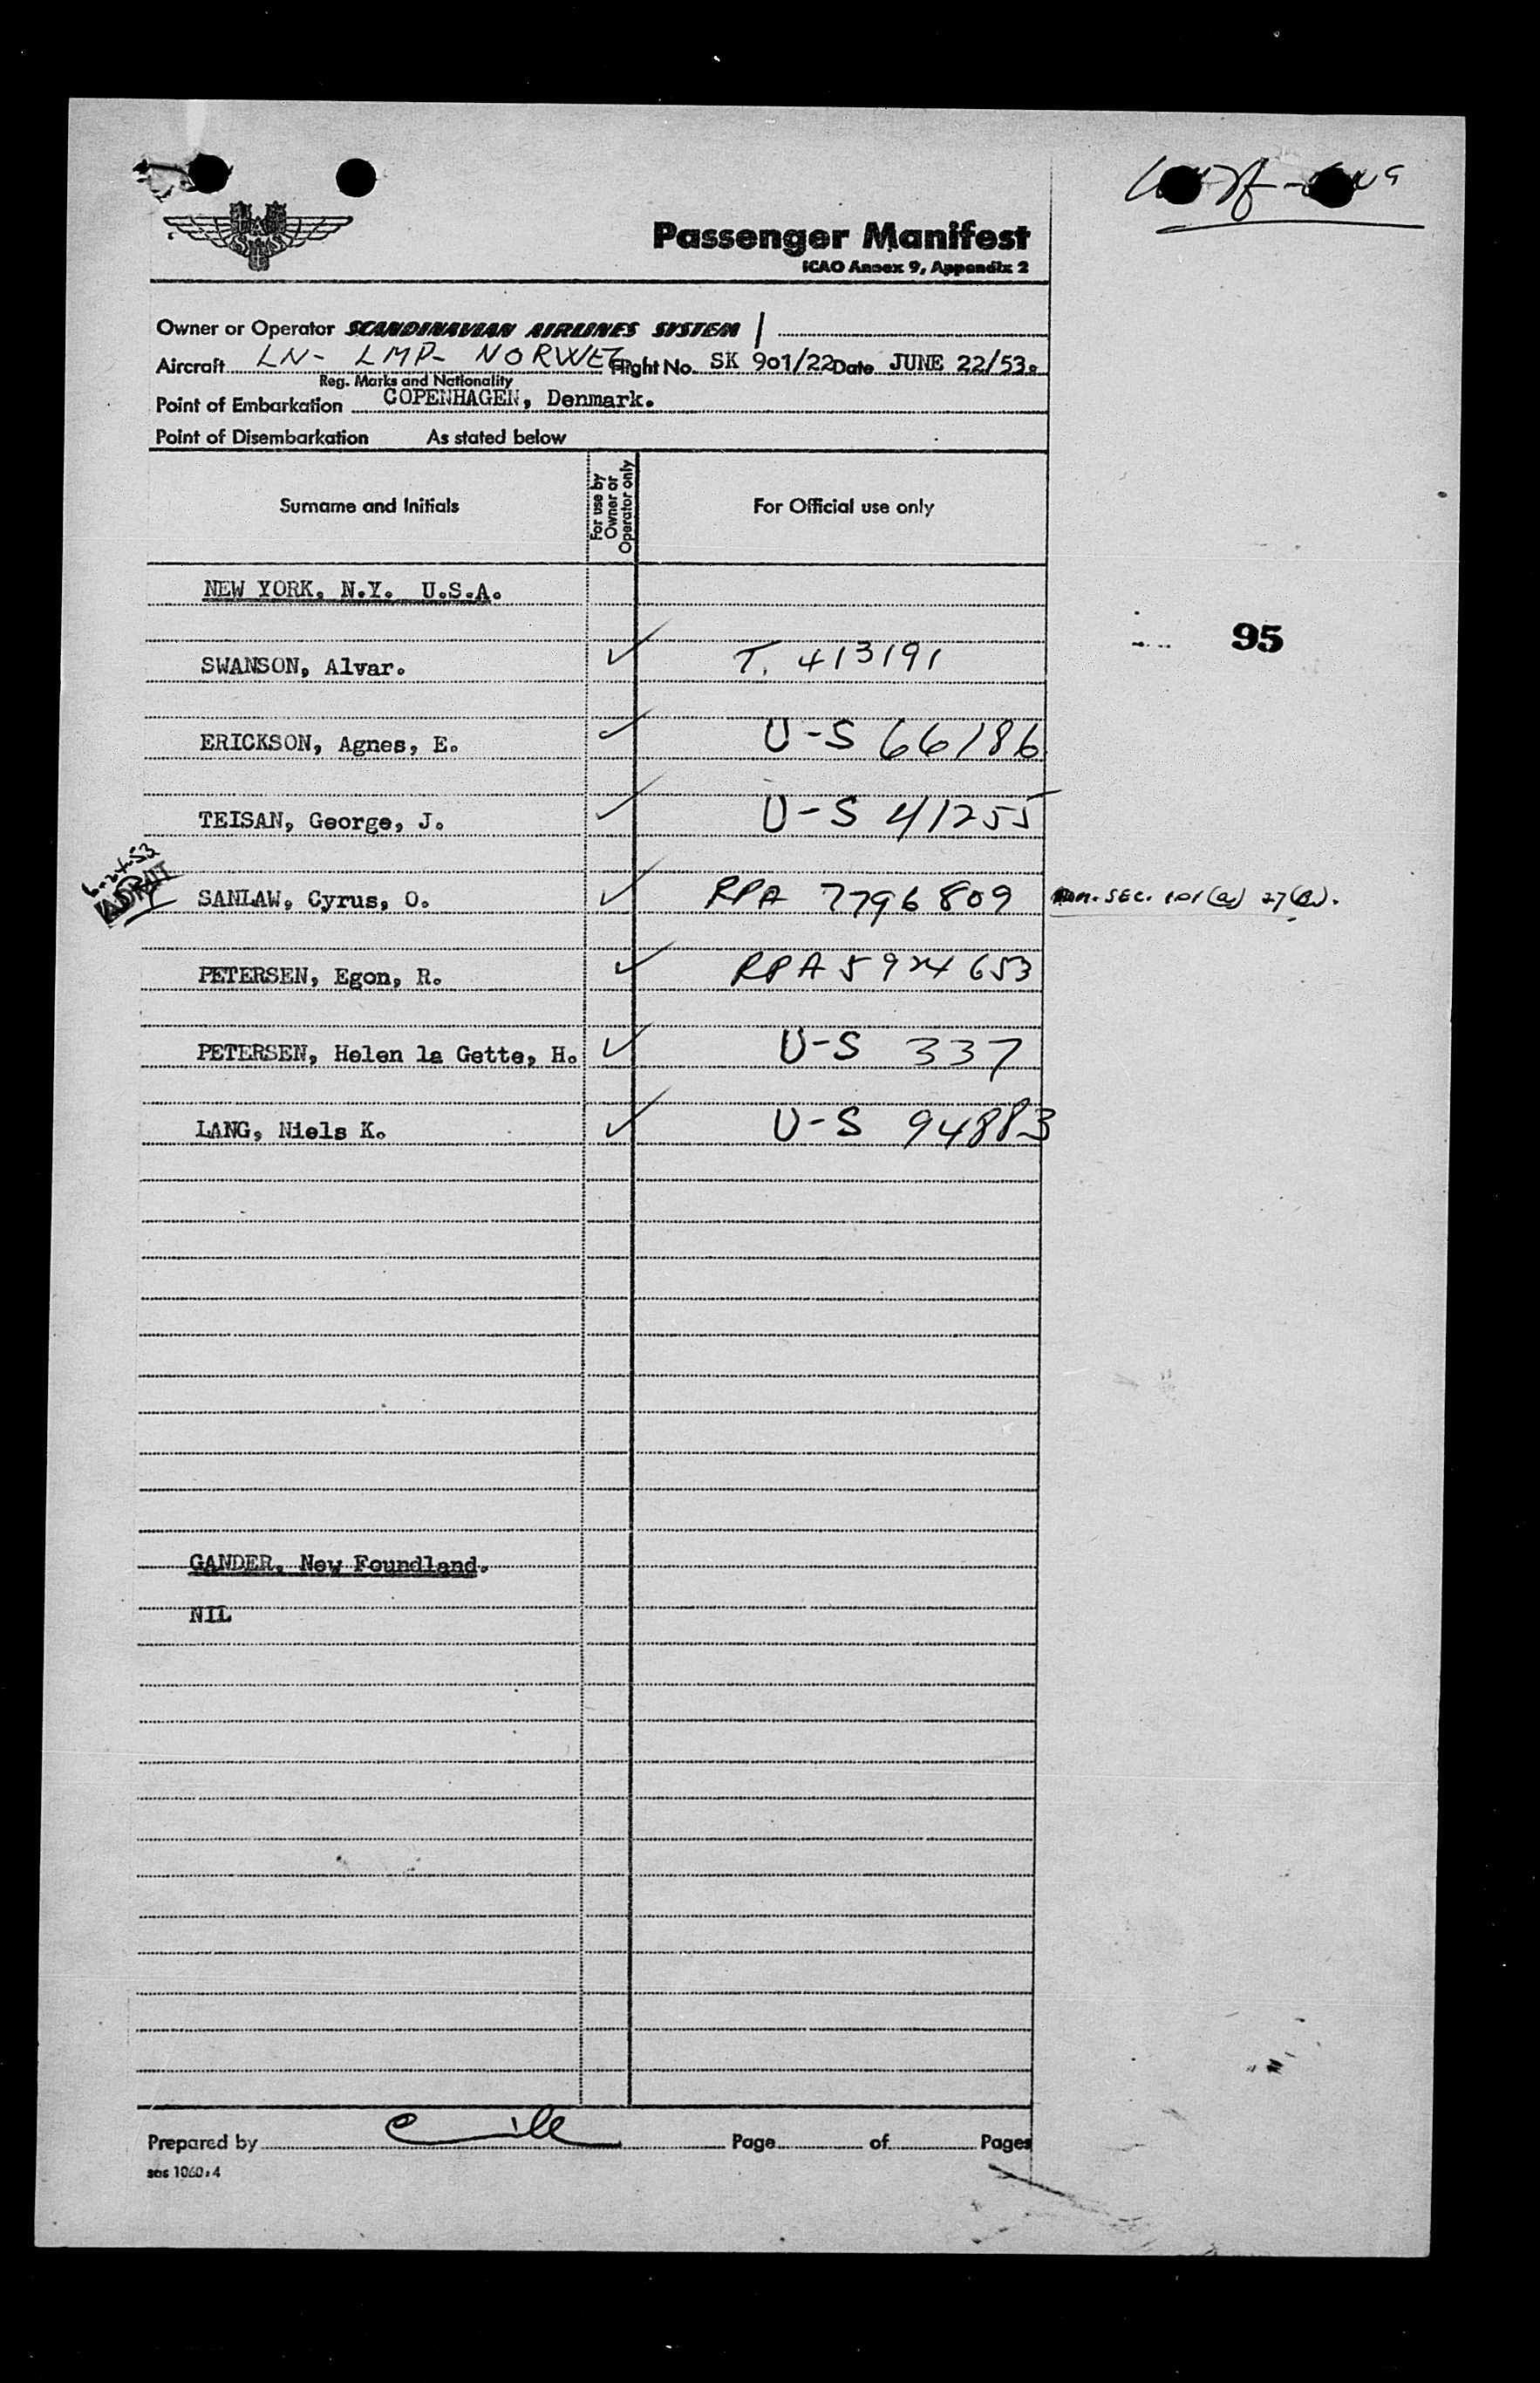 Passenger Manifest
ICAO Annex 9, Appendix 2
Owner or Operator SCANDINAVIAN AIRLINES SYSTEM
Aircraft LN- LMP- NORWEG Flight No. SK 901/22 Date JUNE 22/53.
Reg. Marks and Nationality
Point of Embarkation COPENHAGEN, Denmark.
Point of Disembarkation As stated below
Surname and Initials
For use by Owner or Operator only
For Official use only
NEW YORK, N.Y. U.S.A.
95
SWANSON, Alvar. ✓ T. 413191
ERICKSON, Agnes, E. ✓ U-S 66186
TEISAN, George, J. ✓ U-S 41255
6-24-53
ADMIT
SANLAW, Cyrus, O. ✓ RPA 7796809 SEC. 101(a) 27(B).
PETERSEN, Egon, R. ✓ RPA 5924653
PETERSEN, Helen la Gette, H. ✓ U-S 337
LANG, Niels K. ✓ U-S 94883
GANDER, New Foundland.
NIL
Prepared by Page of Pages
sas 1060:4